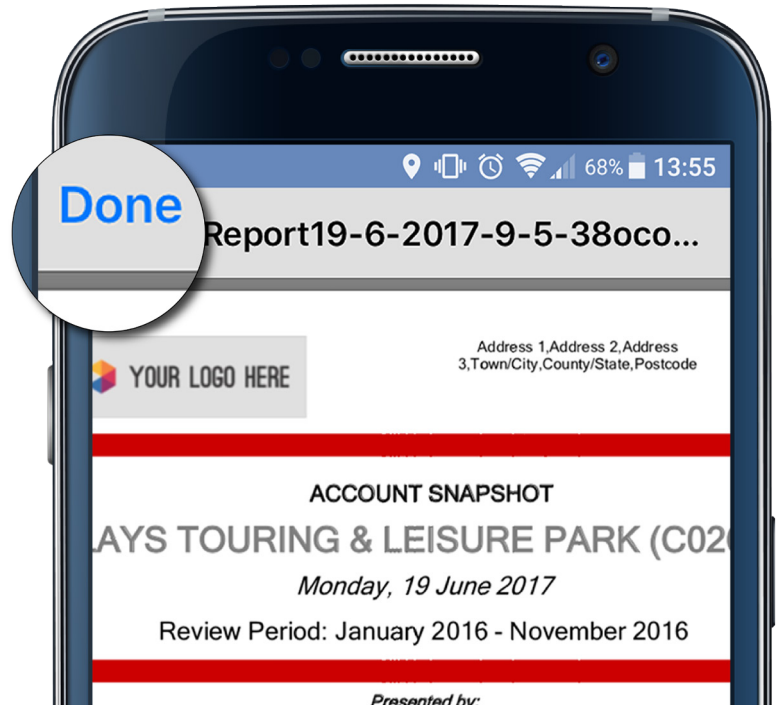 68% 13:55
Done
Report19-6-2017-9-5-38oco...
Address 1,Address 2,Address
3,Town/City,County/State,Postcode
YOUR LOGO HERE
ACCOUNT SNAPSHOT
AYS TOURING & LEISURE PARK (C02
Monday, 19 June 2017
Review Period: January 2016 - November 2016
Presented by: